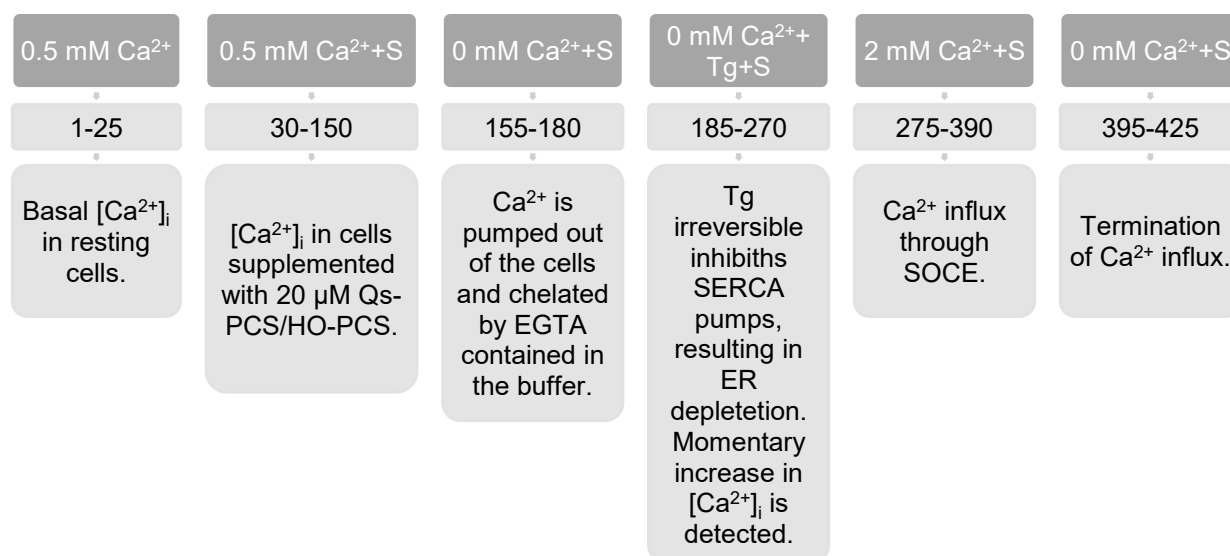 0.5 mM Ca²⁺
1-25
Basal [Ca²⁺]ᵢ
in resting
cells.
0.5 mM Ca²⁺+S
30-150
[Ca²⁺]ᵢ in cells
supplemented
with 20 µM Qs-
PCS/HO-PCS.
0 mM Ca²⁺+S
155-180
Ca²⁺ is
pumped out
of the cells
and chelated
by EGTA
contained in
the buffer.
0 mM Ca²⁺+
Tg+S
185-270
Tg
irreversible
inhibiths
SERCA
pumps,
resulting in
ER
depletetion.
Momentary
increase in
[Ca²⁺]ᵢ is
detected.
2 mM Ca²⁺+S
275-390
Ca²⁺ influx
through
SOCE.
0 mM Ca²⁺+S
395-425
Termination
of Ca²⁺ influx.